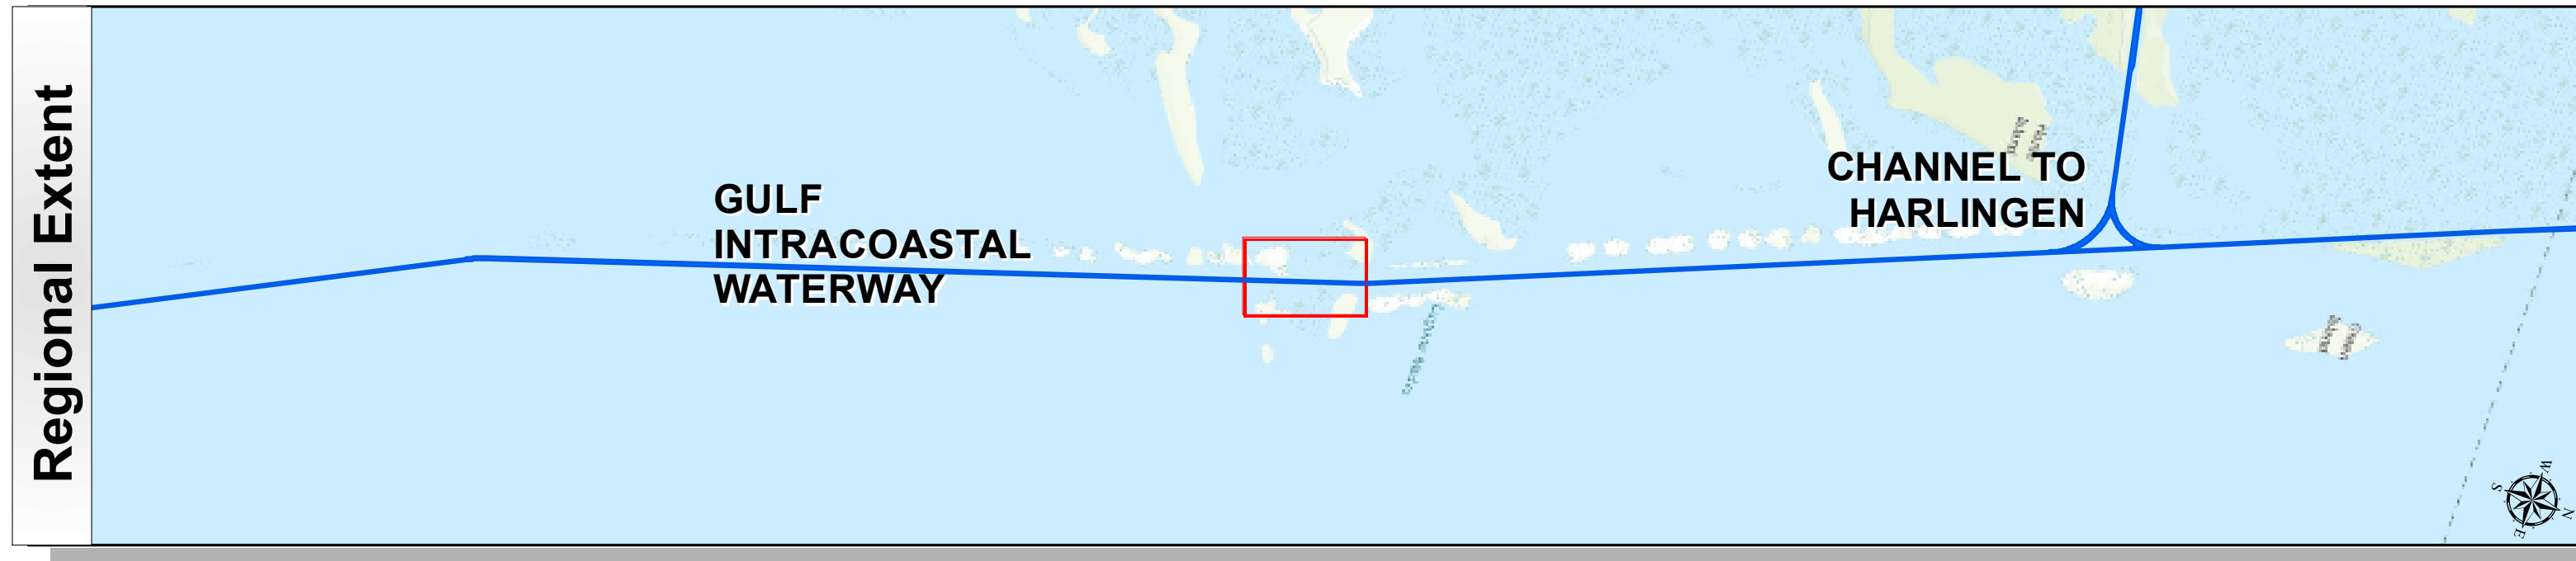 Regional Extent
GULF
INTRACOASTAL
WATERWAY
CHANNEL TO
HARLINGEN
W
S
N
E